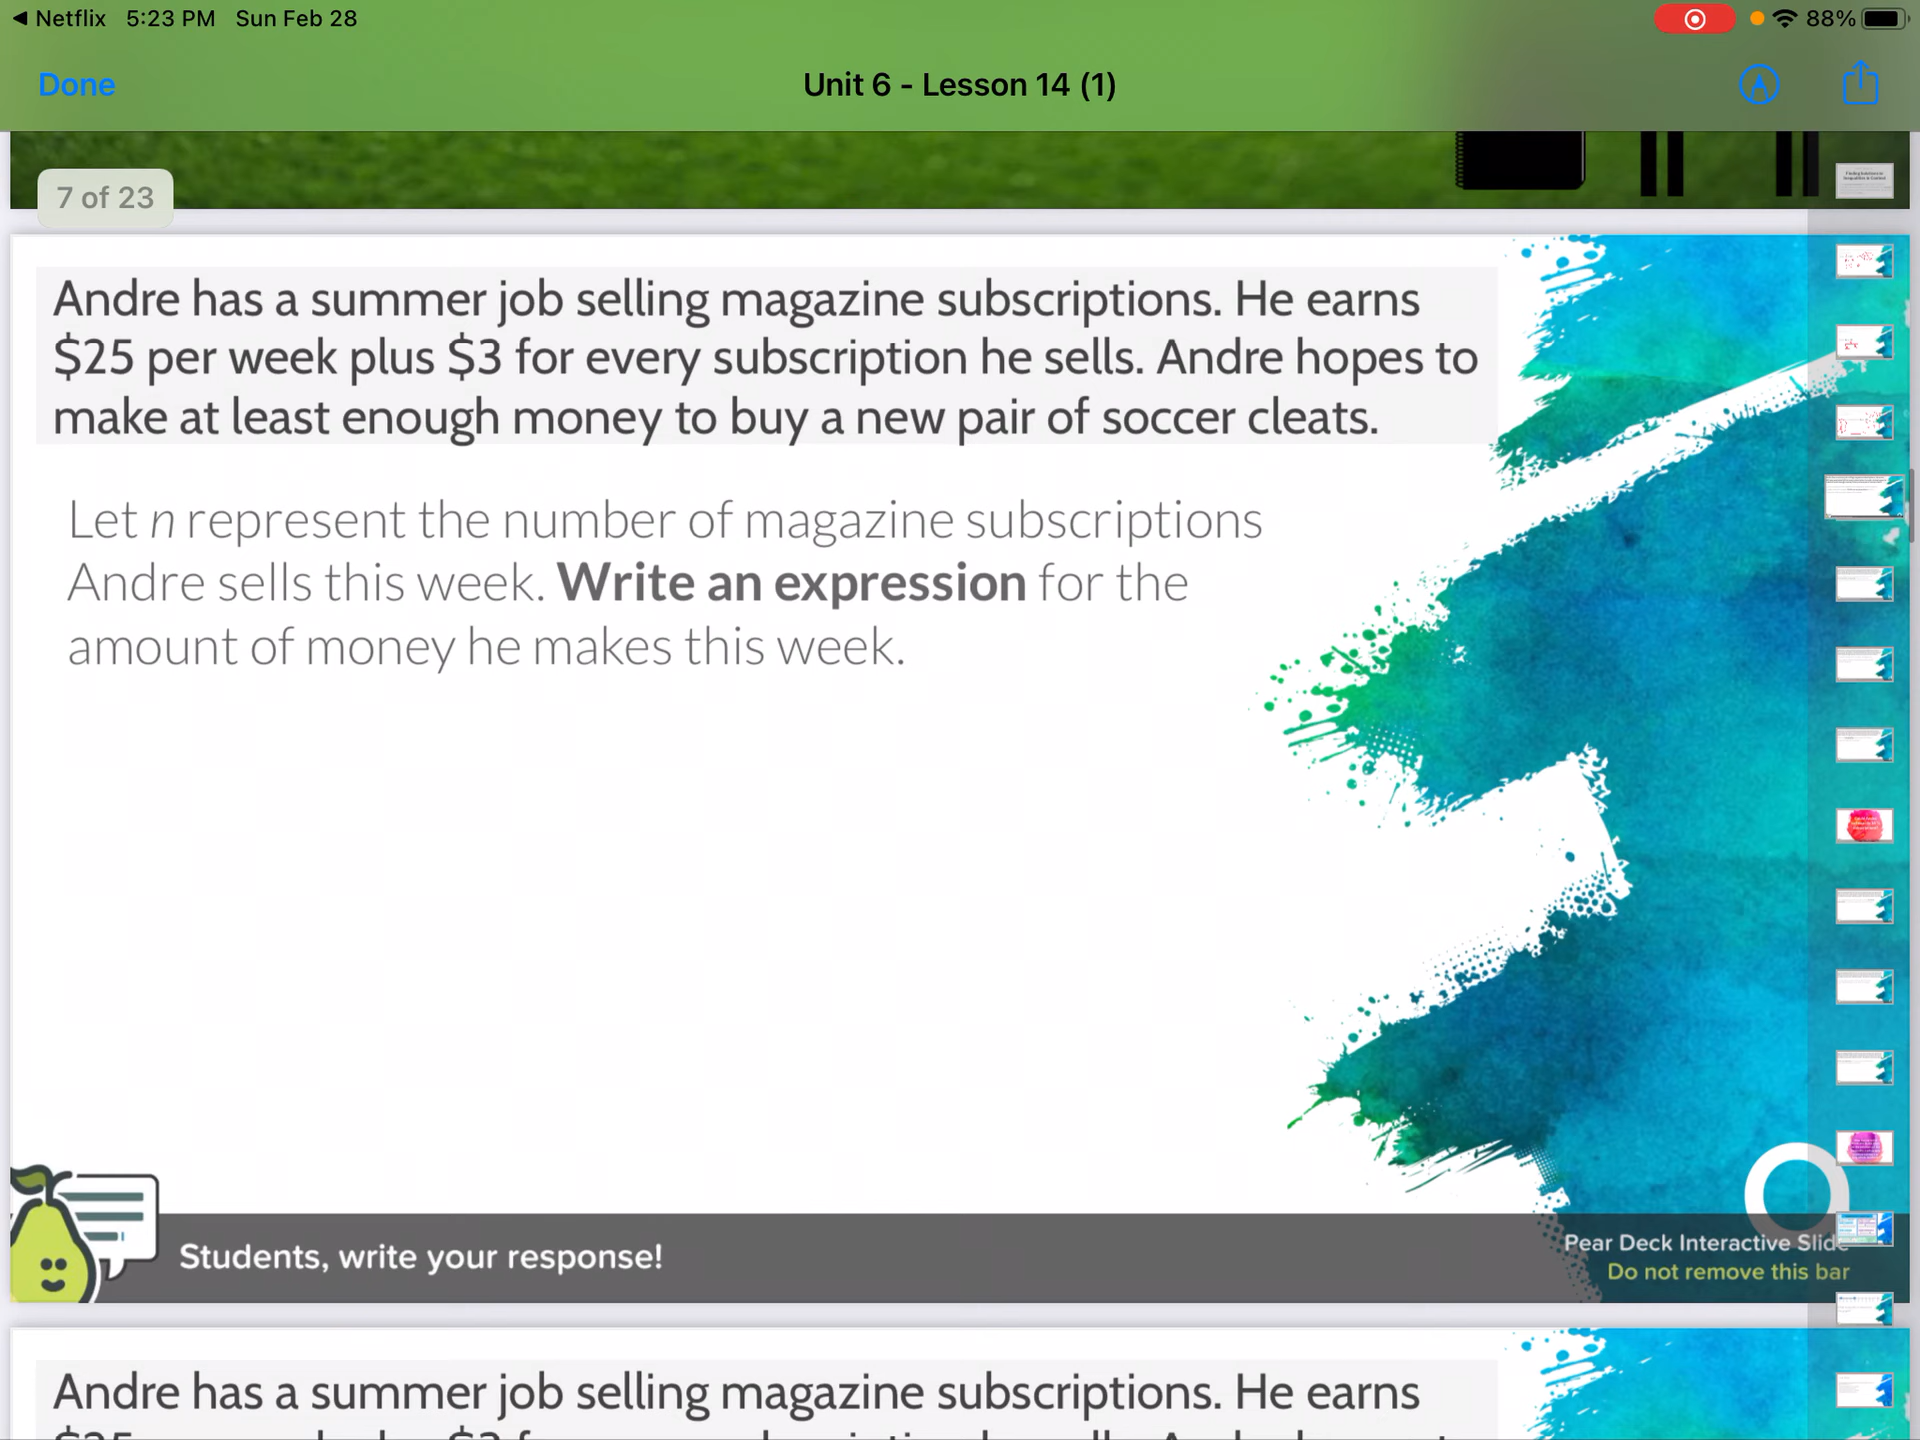 ◀ Netflix 5:23 PM Sun Feb 28 88%
Done Unit 6 - Lesson 14 (1)
7 of 23
Andre has a summer job selling magazine subscriptions. He earns
$25 per week plus $3 for every subscription he sells. Andre hopes to
make at least enough money to buy a new pair of soccer cleats.
Let n represent the number of magazine subscriptions
Andre sells this week. Write an expression for the
amount of money he makes this week.
Students, write your response!
Pear Deck Interactive Slide
Do not remove this bar
Andre has a summer job selling magazine subscriptions. He earns